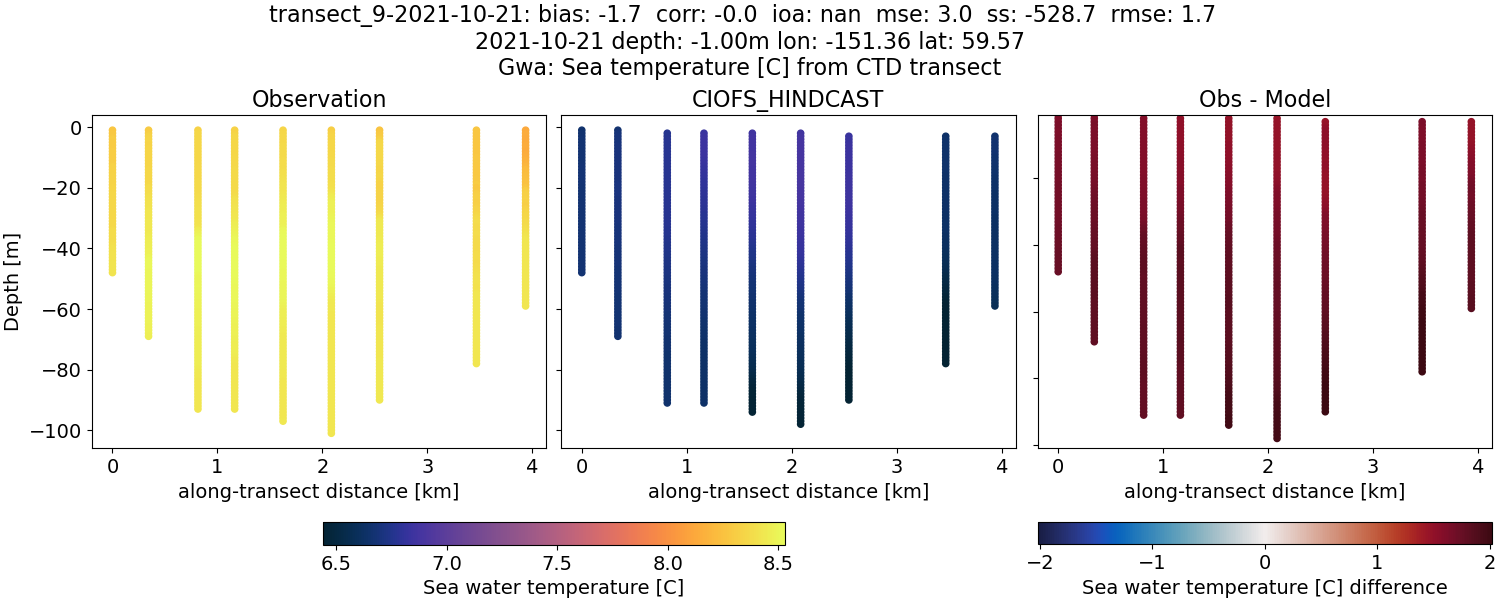 transect_9-2021-10-21: bias: -1.7  corr: -0.0  ioa: nan  mse: 3.0  ss: -528.7  rmse: 1.7
2021-10-21 depth: -1.00m lon: -151.36 lat: 59.57
Gwa: Sea temperature [C] from CTD transect
Observation
CIOFS_HINDCAST
Obs - Model
Depth [m]
0
−20
−40
−60
−80
−100
0 1 2 3 4
0 1 2 3 4
0 1 2 3 4
along-transect distance [km]
along-transect distance [km]
along-transect distance [km]
6.5 7.0 7.5 8.0 8.5
Sea water temperature [C]
−2 −1 0 1 2
Sea water temperature [C] difference